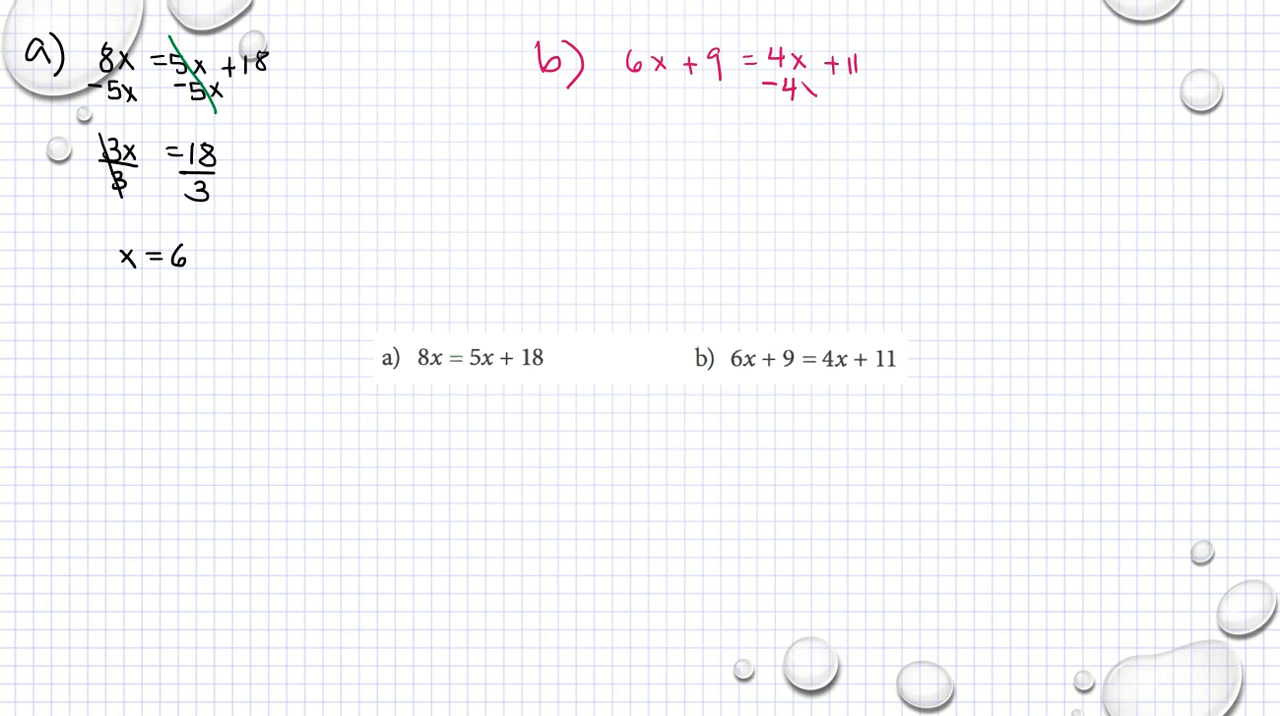 a) 8x = 5x + 18
-5x -5x
3x = 18
3 3
x = 6
b) 6x + 9 = 4x + 11
-4x
a) 8x = 5x + 18
b) 6x + 9 = 4x + 11